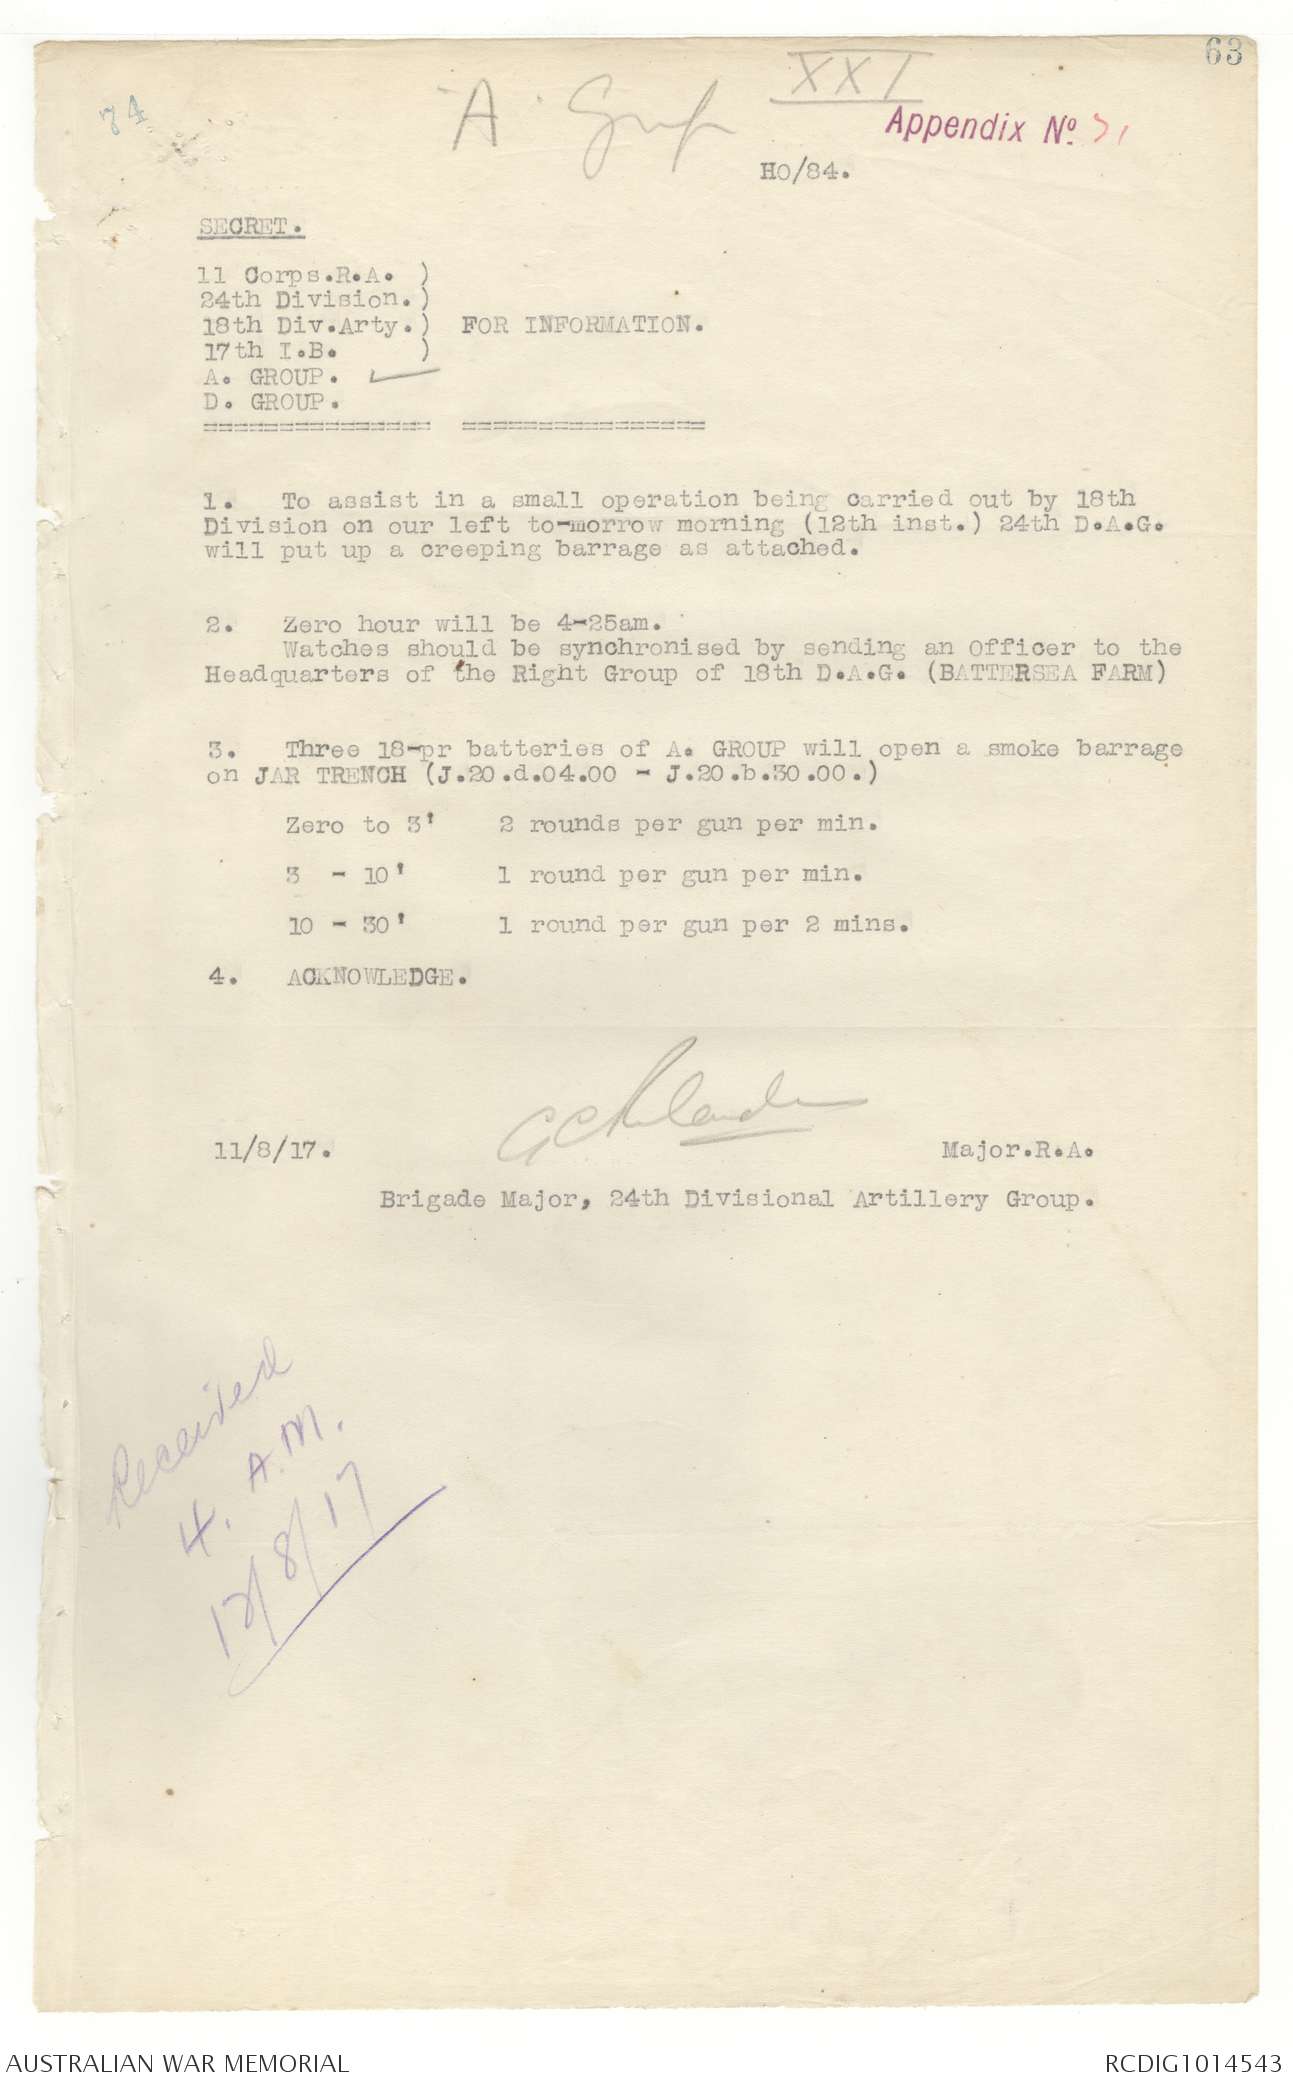 63
74
XXI
"A" Group
Appendix No. 21
HO/84.
SECRET.
11 Corps.R.A. )
24th Division.)
18th Div.Arty.) FOR INFORMATION.
17th I.B. )
A. GROUP. ✓
D. GROUP.
=============== ================
1. To assist in a small operation being carried out by 18th
Division on our left to-morrow morning (12th inst.) 24th D.A.G.
will put up a creeping barrage as attached.
2. Zero hour will be 4-25am.
Watches should be synchronised by sending an Officer to the
Headquarters of the Right Group of 18th D.A.G. (BATTERSEA FARM)
3. Three 18-pr batteries of A. GROUP will open a smoke barrage
on JAR TRENCH (J.20.d.04.00 - J.20.b.30.00.)
Zero to 3' 2 rounds per gun per min.
3 - 10' 1 round per gun per min.
10 - 30' 1 round per gun per 2 mins.
4. ACKNOWLEDGE.
11/8/17. Major.R.A.
Brigade Major, 24th Divisional Artillery Group.
Received
4. A.M.
12/8/17
AUSTRALIAN WAR MEMORIAL RCDIG1014543